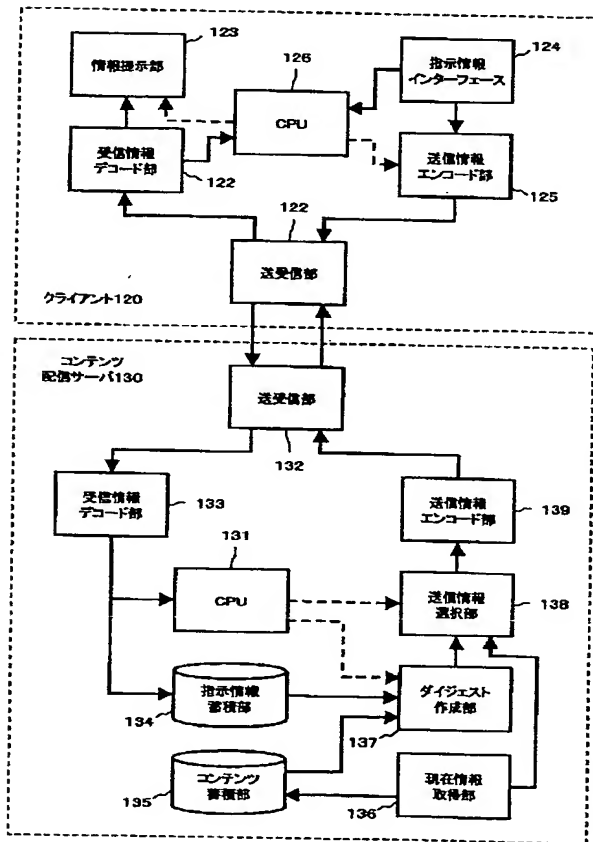 123
情報提示部
126
CPU
124
指示情報
インターフェース
受信情報
デコード部
122
送信情報
エンコード部
125
122
送受信部
クライアント120
コンテンツ
配信サーバ130
送受信部
132
受信情報
デコード部
133
送信情報
エンコード部
139
131
CPU
送信情報
選択部
138
指示情報
蓄積部
134
ダイジェスト
作成部
137
コンテンツ
蓄積部
135
現在情報
取得部
136